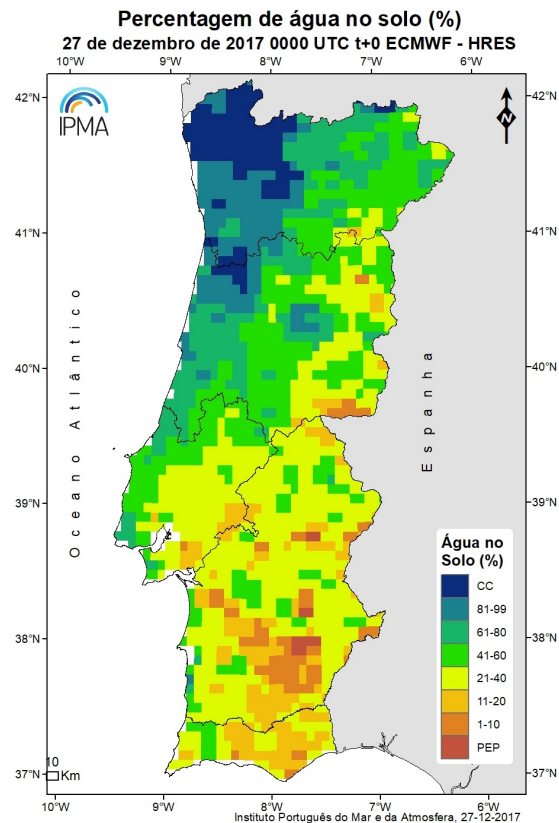 Percentagem de água no solo (%)
27 de dezembro de 2017 0000 UTC t+0 ECMWF - HRES
10°W 9°W 8°W 7°W 6°W
42°N 42°N
IPMA
N
41°N 41°N
Oceano Atlântico
40°N 40°N
Espanha
39°N 39°N
Água no
Solo (%)
CC
81-99
61-80
38°N 38°N
41-60
21-40
11-20
1-10
PEP
10
Km
37°N 37°N
10°W 9°W 8°W 7°W 6°W
Instituto Português do Mar e da Atmosfera, 27-12-2017